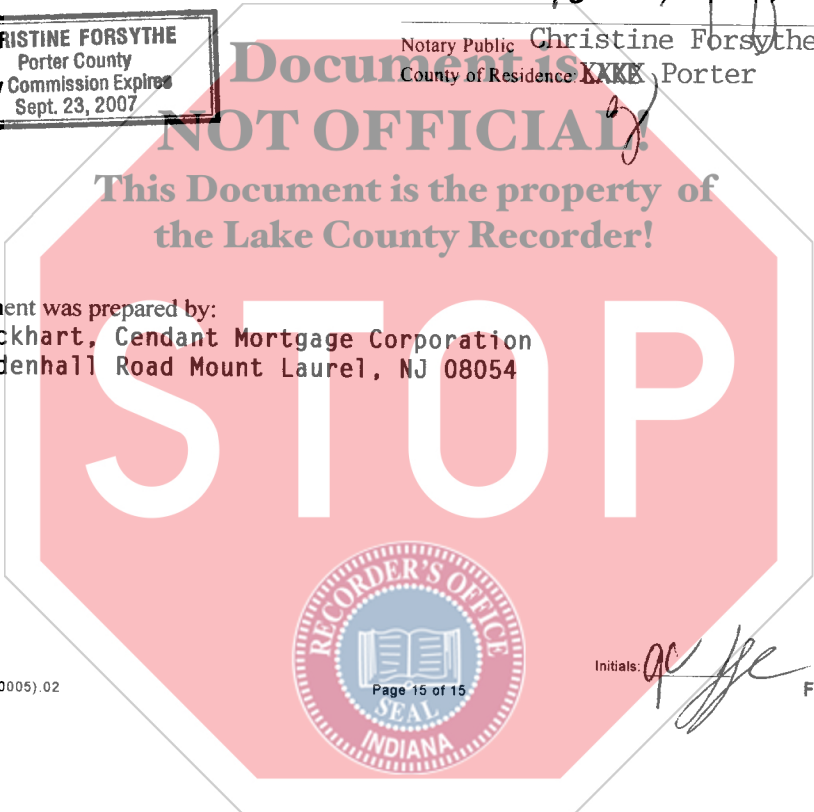 RISTINE FORSYTHE
Porter County
Commission Expires
Sept. 23, 2007
Notary Public Christine Forsythe
County of Residence: Porter
Document is
NOT OFFICIAL!
This Document is the property of
the Lake County Recorder!
ent was prepared by:
ckhart, Cendant Mortgage Corporation
denhall Road Mount Laurel, NJ 08054
STOP
RECORDER'S OFFICE
Initials:
0005).02
Page 15 of 15
F
SEAL
INDIANA